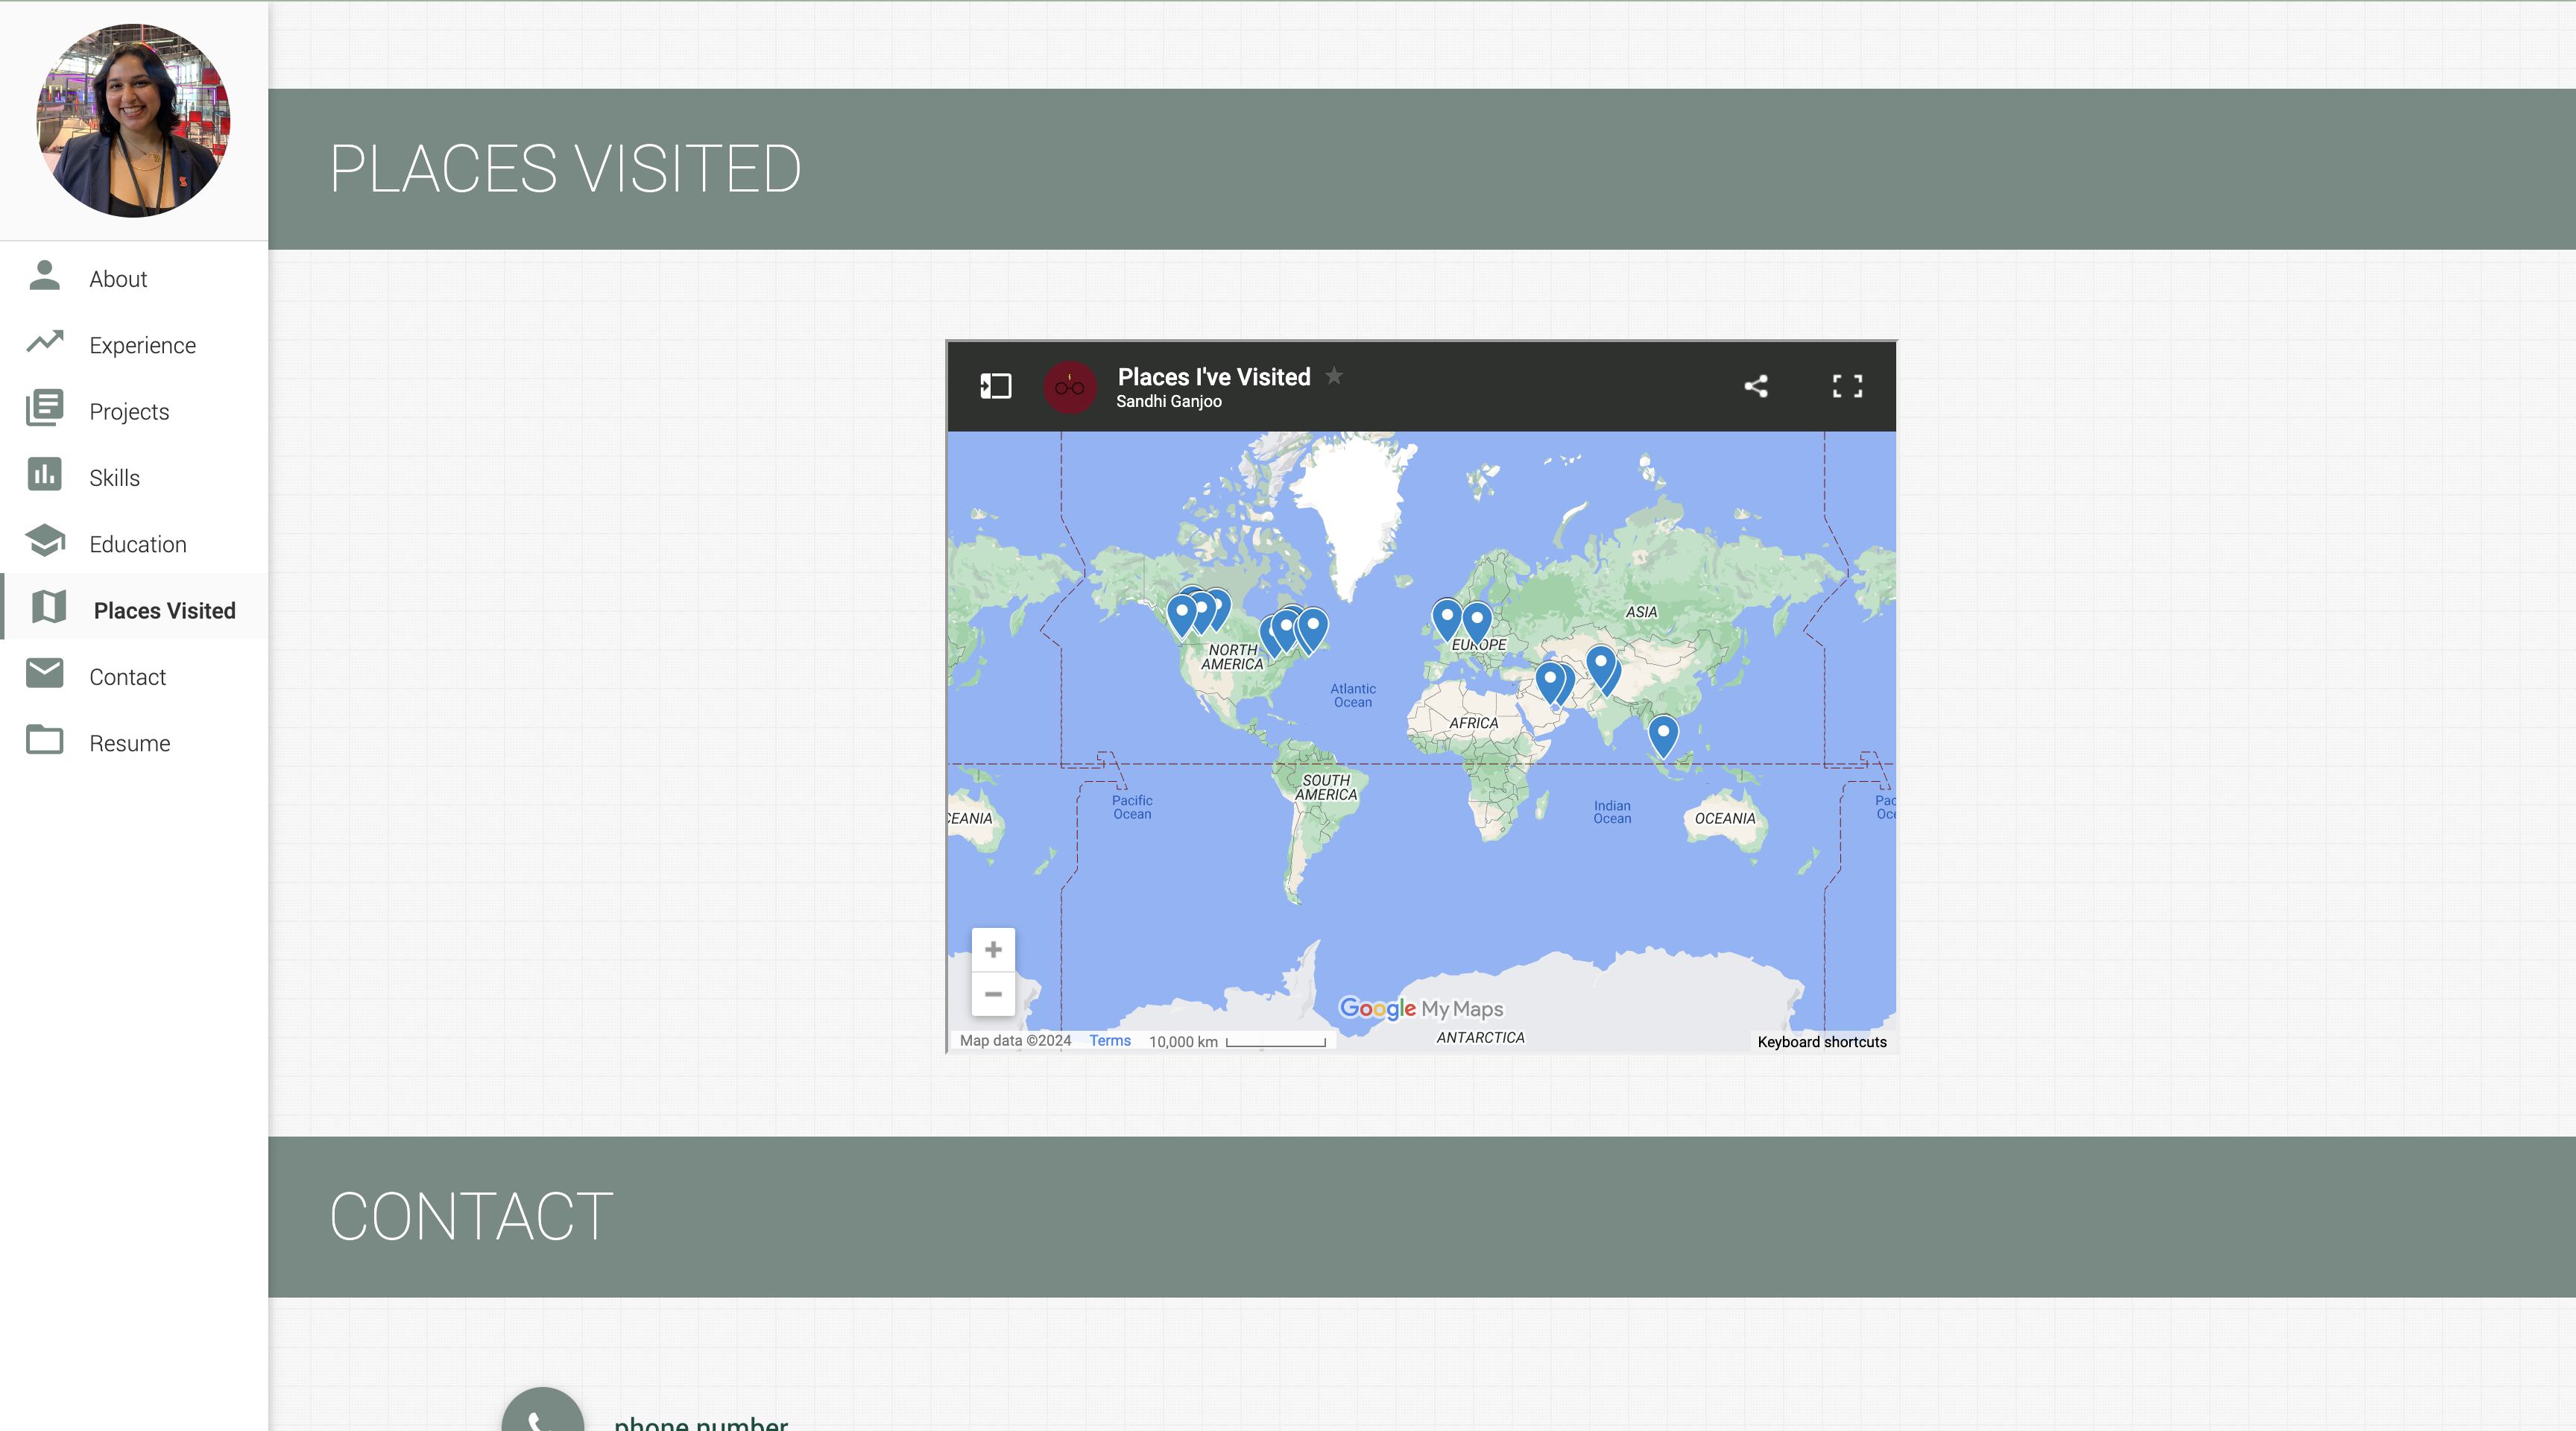 About
Experience
Projects
Skills
Education
Places Visited
Contact
Resume
PLACES VISITED
Places I've Visited
Sandhi Ganjoo
ASIA
EUROPE
NORTH
AMERICA
Atlantic
Ocean
AFRICA
SOUTH
AMERICA
Pacific
Ocean
Indian
Ocean
EANIA
OCEANIA
Pac
Oc
Google My Maps
ANTARCTICA
Map data ©2024 Terms 10,000 km
Keyboard shortcuts
CONTACT
phone number